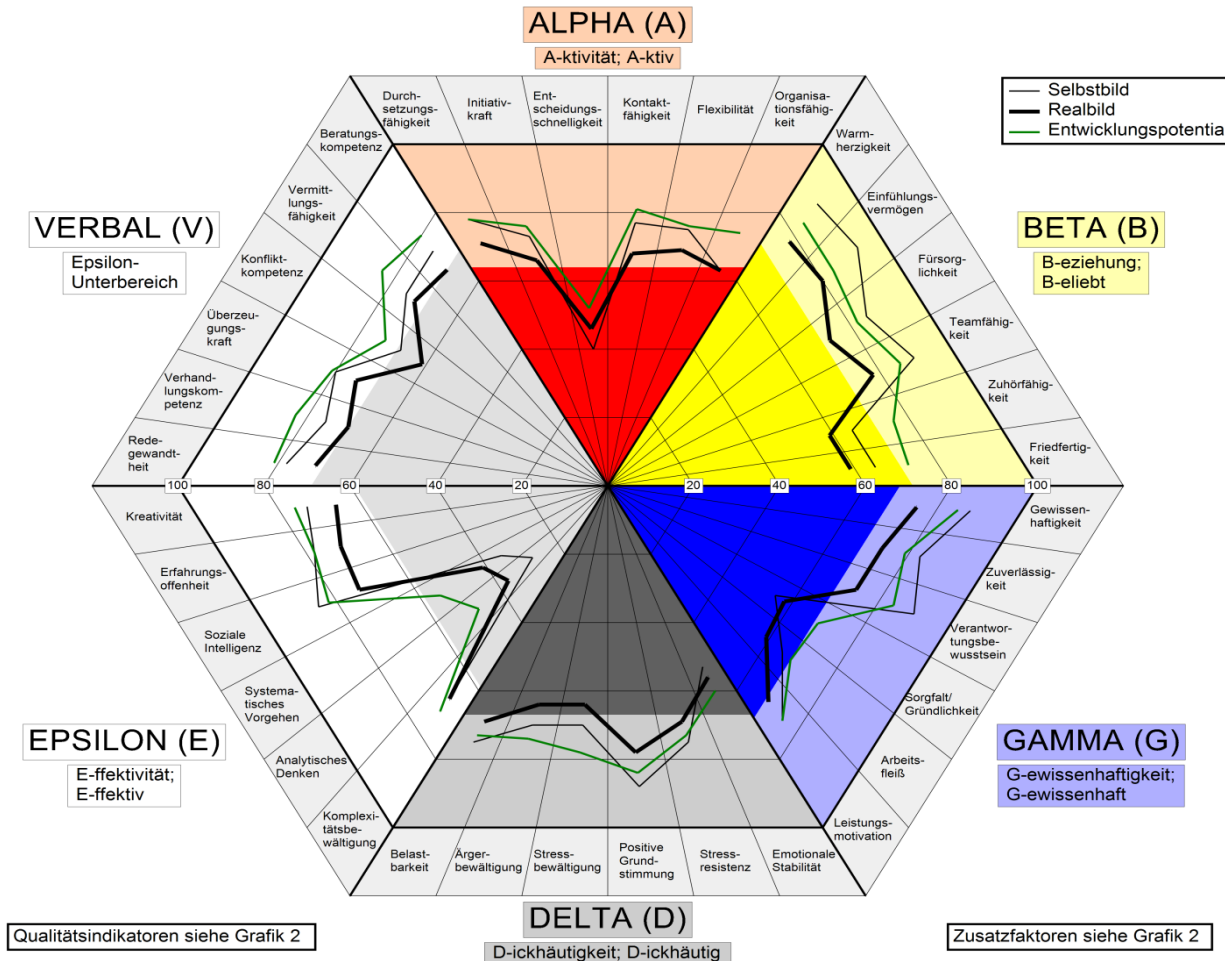 ALPHA (A)
A-ktivität; A-ktiv
Selbstbild
Realbild
Entwicklungspotential
Durch-
setzungs-
fähigkeit
Initiativ-
kraft
Ent-
scheidungs-
schnelligkeit
Kontakt-
fähigkeit
Flexibilität
Organisa-
tionsfähig-
keit
Beratungs-
kompetenz
Vermitt-
lungs-
fähigkeit
Konflikt-
kompetenz
Überzeu-
gungs-
kraft
Verhand-
lungskom-
petenz
Rede-
gewandt-
heit
VERBAL (V)
Epsilon-
Unterbereich
Warm-
herzigkeit
Einfühlungs-
vermögen
Fürsorg-
lichkeit
Teamfähig-
keit
Zuhörfähig-
keit
Friedfertig-
keit
BETA (B)
B-eziehung;
B-eliebt
100 80 60 40 20 20 40 60 80 100
Kreativität
Erfahrungs-
offenheit
Soziale
Intelligenz
Systema-
tisches
Vorgehen
Analytisches
Denken
Komplexi-
tätsbe-
wältigung
EPSILON (E)
E-ffektivität;
E-ffektiv
Gewissen-
haftigkeit
Zuverlässig-
keit
Verantwor-
tungsbe-
wusstsein
Sorgfalt/
Gründlichkeit
Arbeits-
fleiß
Leistungs-
motivation
GAMMA (G)
G-ewissenhaftigkeit;
G-ewissenhaft
Belast-
barkeit
Ärger-
bewältigung
Stress-
bewältigung
Positive
Grund-
stimmung
Stress-
resistenz
Emotionale
Stabilität
DELTA (D)
D-ickhäutigkeit; D-ickhäutig
Qualitätsindikatoren siehe Grafik 2
Zusatzfaktoren siehe Grafik 2